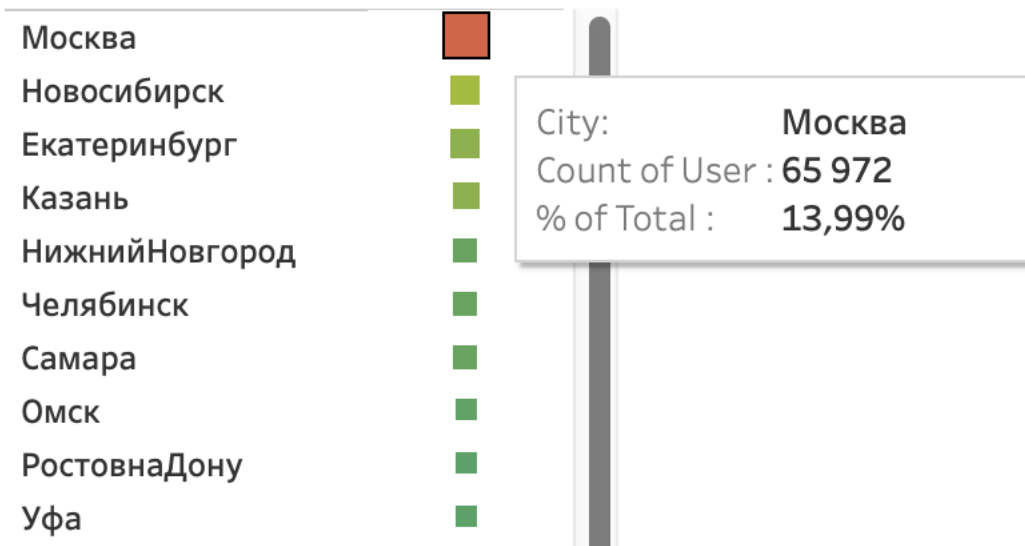 Москва
Новосибирск
Екатеринбург
Казань
НижнийНовгород
Челябинск
Самара
Омск
РостовнаДону
Уфа
City: Москва
Count of User : 65 972
% of Total : 13,99%